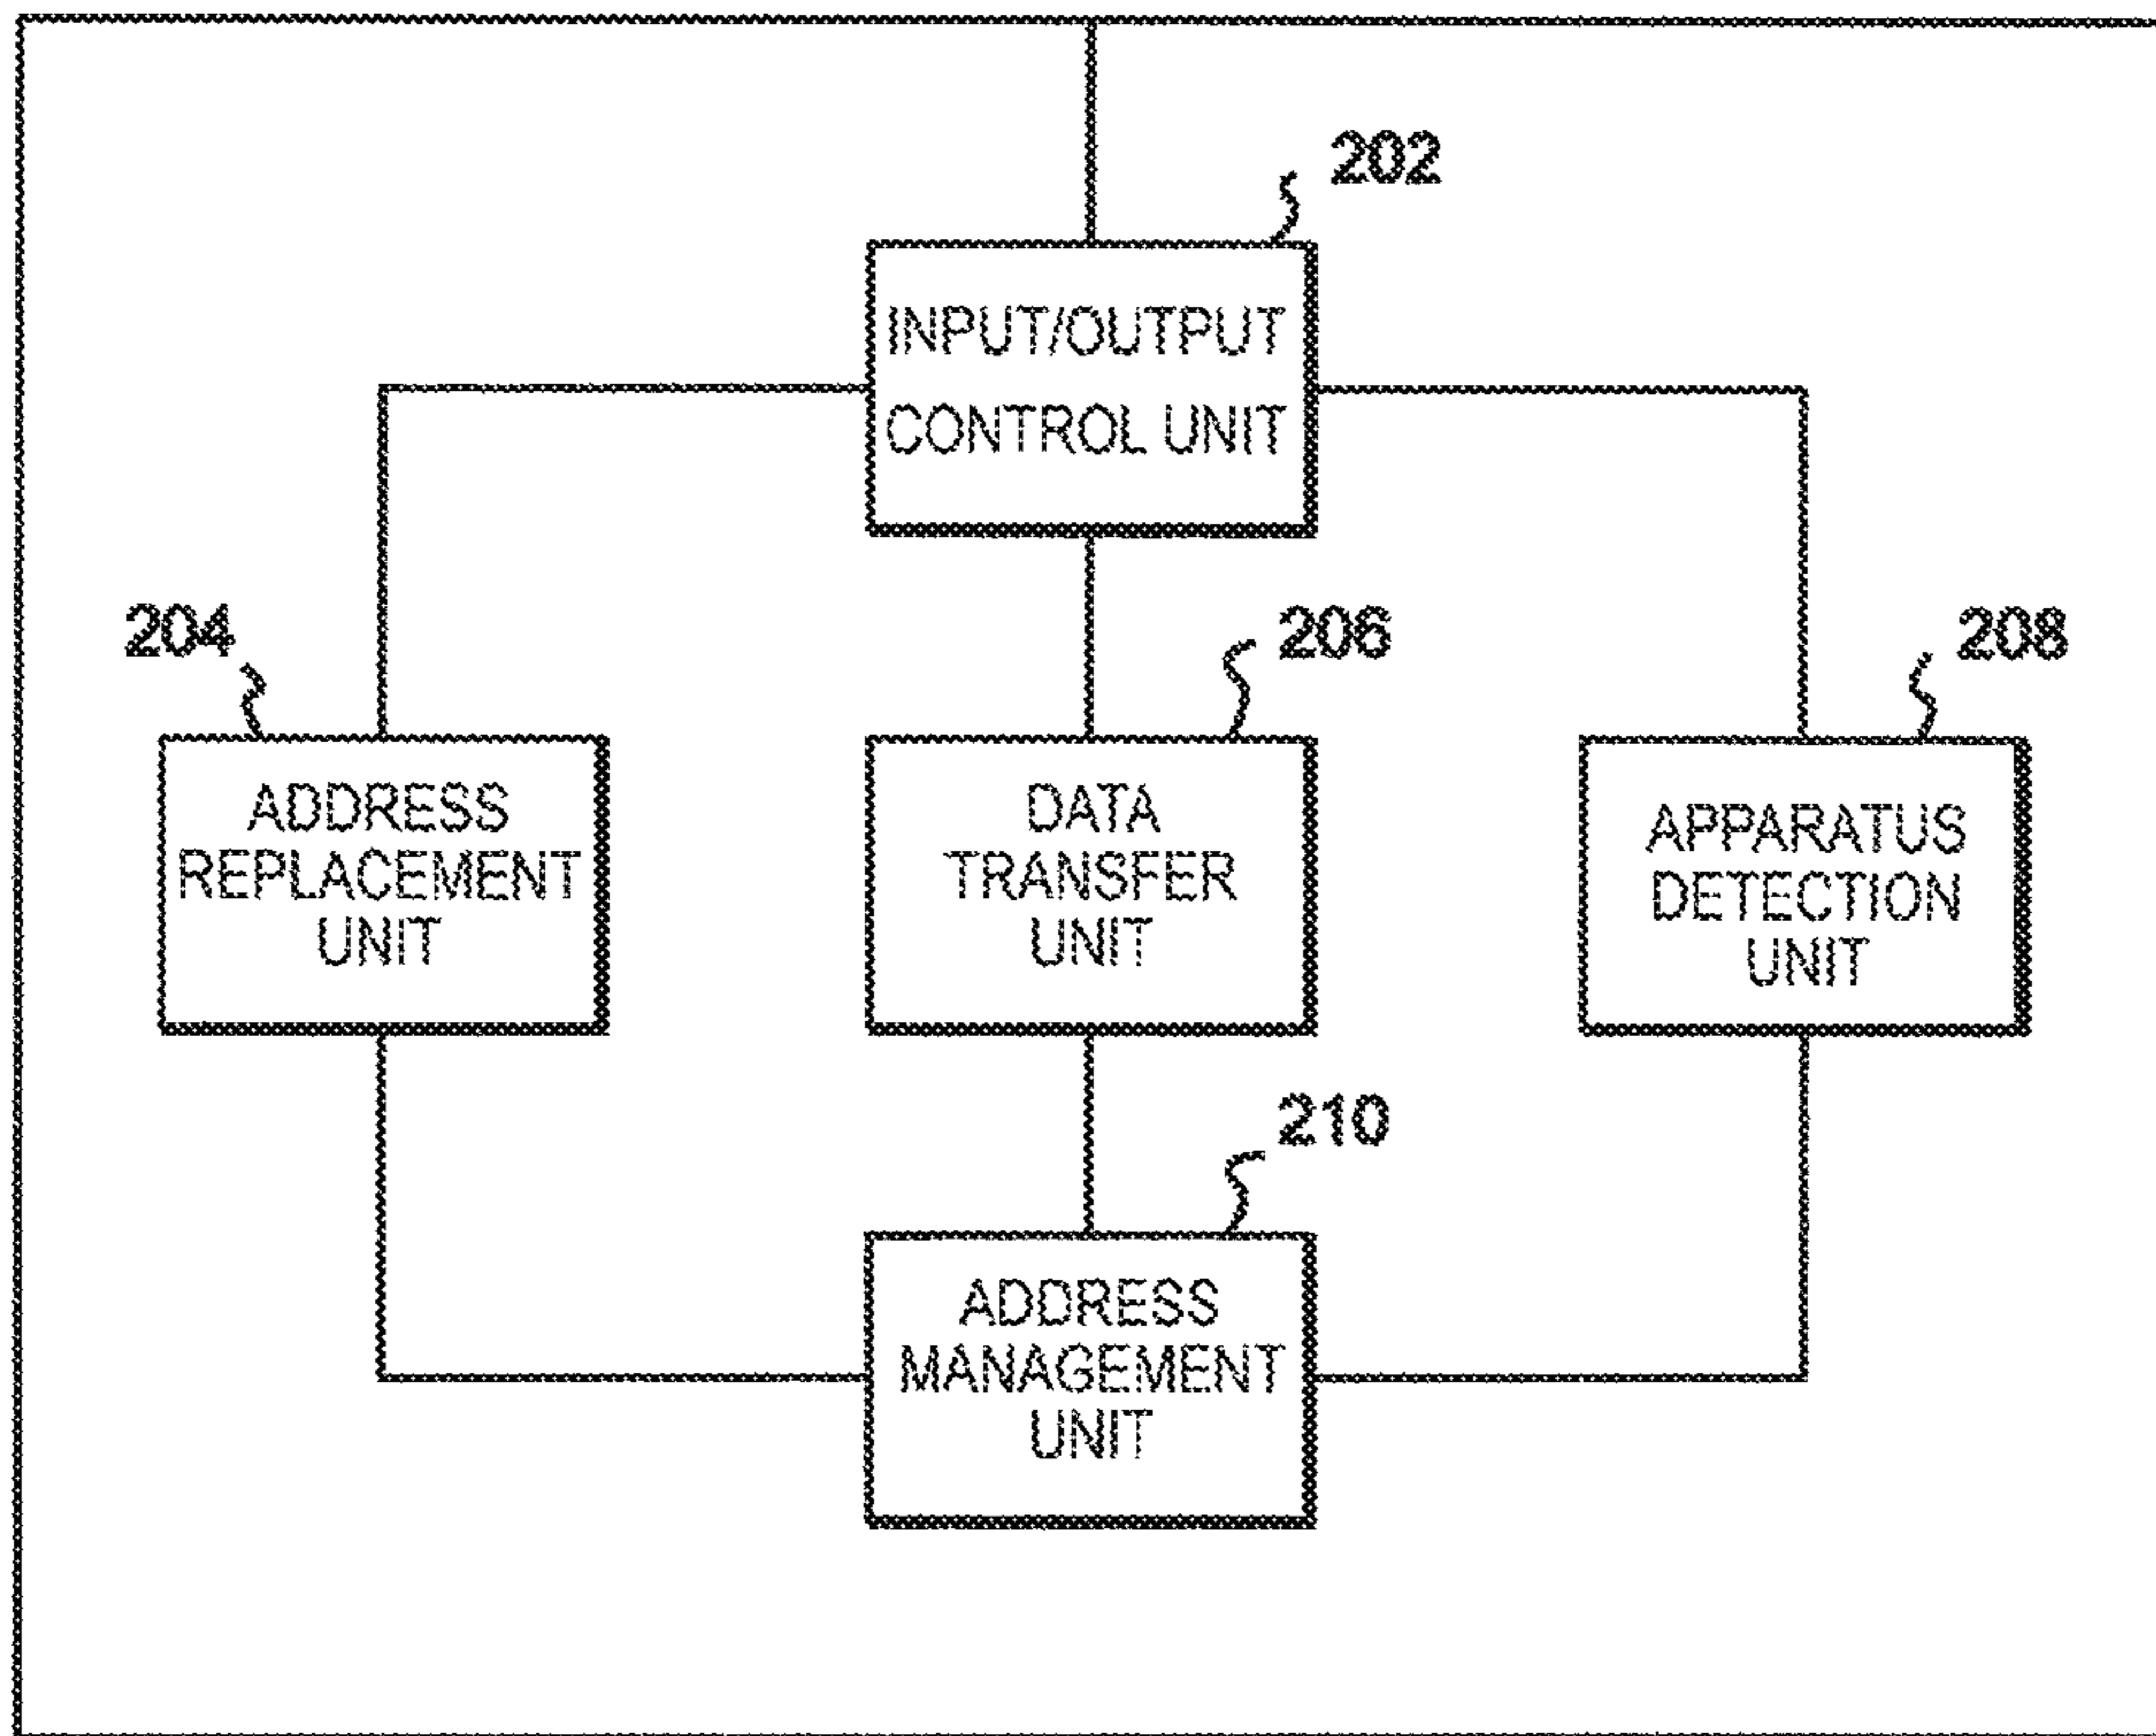 202
INPUT/OUTPUT
CONTROL UNIT
204
206
208
ADDRESS
REPLACEMENT
UNIT
DATA
TRANSFER
UNIT
APPARATUS
DETECTION
UNIT
210
ADDRESS
MANAGEMENT
UNIT